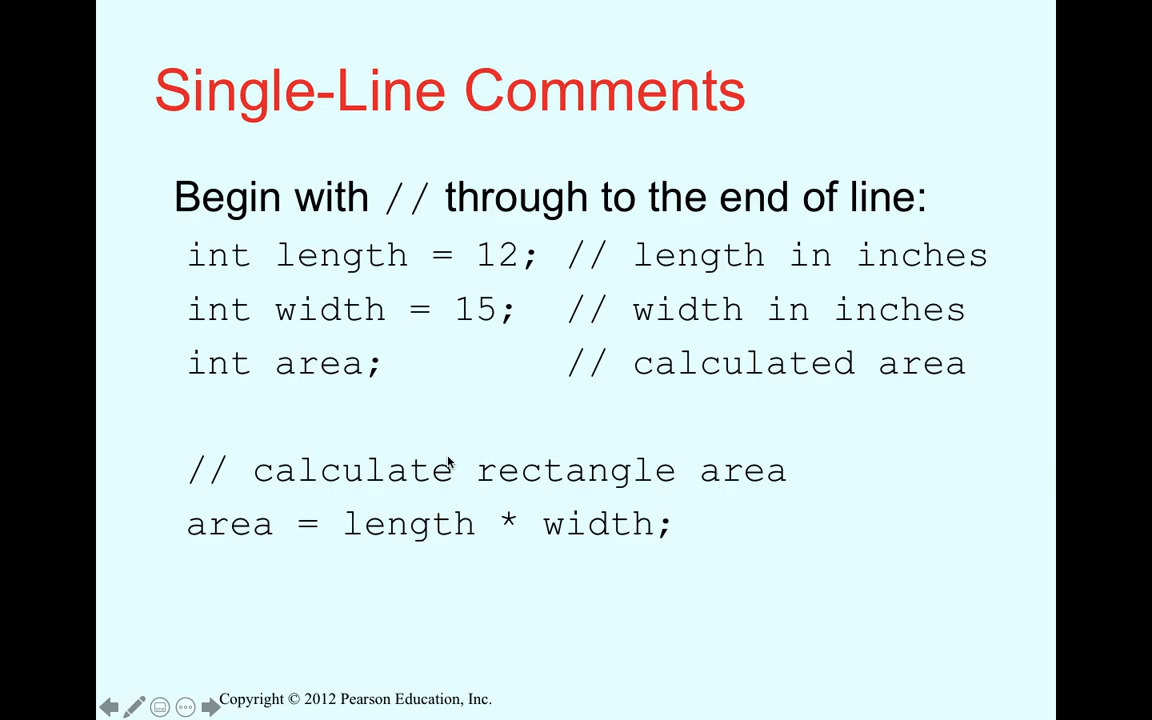 Single-Line Comments
Begin with // through to the end of line:
int length = 12; // length in inches
int width = 15;  // width in inches
int area;        // calculated area
// calculate rectangle area
area = length * width;
Copyright © 2012 Pearson Education, Inc.